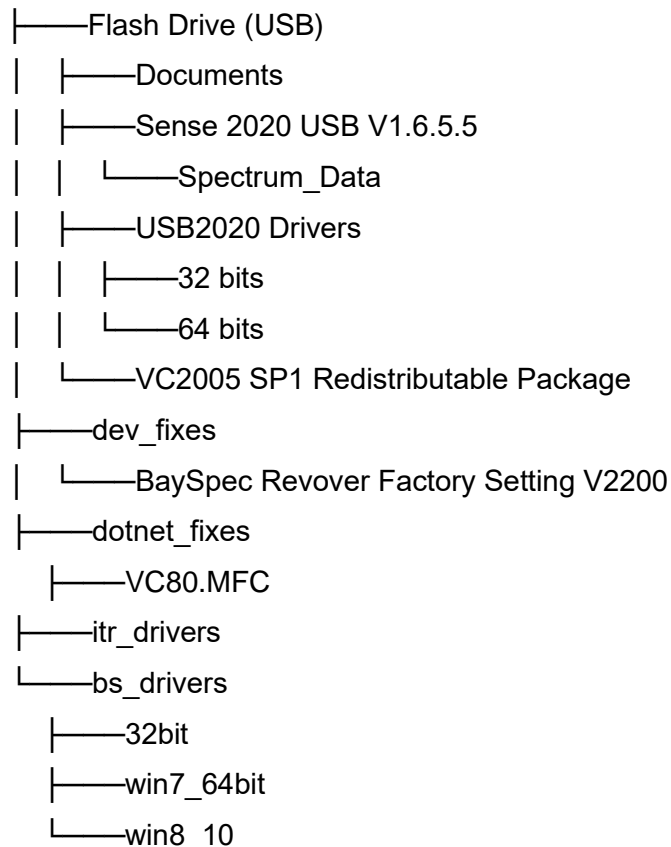 ├───Flash Drive (USB)
│ ├───Documents
│ ├───Sense 2020 USB V1.6.5.5
│ │ └───Spectrum_Data
│ ├───USB2020 Drivers
│ │ ├───32 bits
│ │ └───64 bits
│ └───VC2005 SP1 Redistributable Package
├───dev_fixes
│ └───BaySpec Revover Factory Setting V2200
├───dotnet_fixes
├───VC80.MFC
├───itr_drivers
└───bs_drivers
├───32bit
├───win7_64bit
└───win8_10